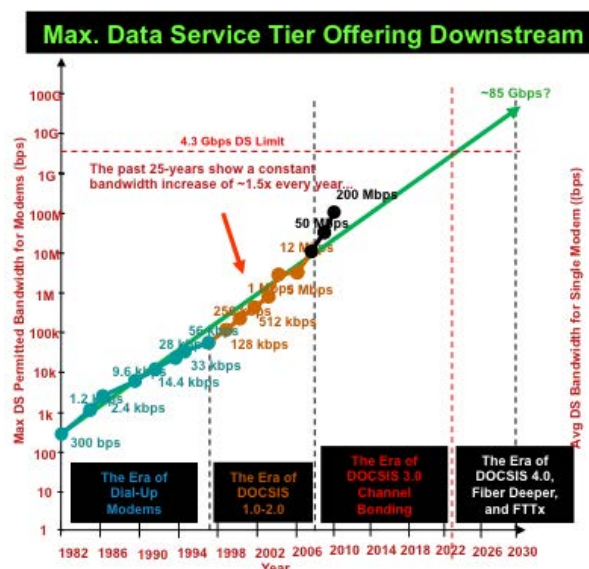 Max. Data Service Tier Offering Downstream
100G
10G
1G
100M
10M
1M
100k
10k
1k
100
10
1
Max DS Permitted Bandwidth for Modems (bps)
Avg DS Bandwidth for Single Modem ((bps)
~85 Gbps?
4.3 Gbps DS Limit
The past 25-years show a constant
bandwidth increase of ~1.5x every year...
200 Mbps
50 Mbps
12 Mbps
1 Mbps
5 Mbps
256 kbps
512 kbps
56 kbps
128 kbps
28 kbps
33 kbps
9.6 kbps
14.4 kbps
1.2 kbps
2.4 kbps
300 bps
The Era of
Dial-Up
Modems
The Era of
DOCSIS
1.0-2.0
The Era of
DOCSIS 3.0
Channel
Bonding
The Era of
DOCSIS 4.0,
Fiber Deeper,
and FTTx
1982 1986 1990 1994 1998 2002 2006 2010 2014 2018 2022 2026 2030
Year